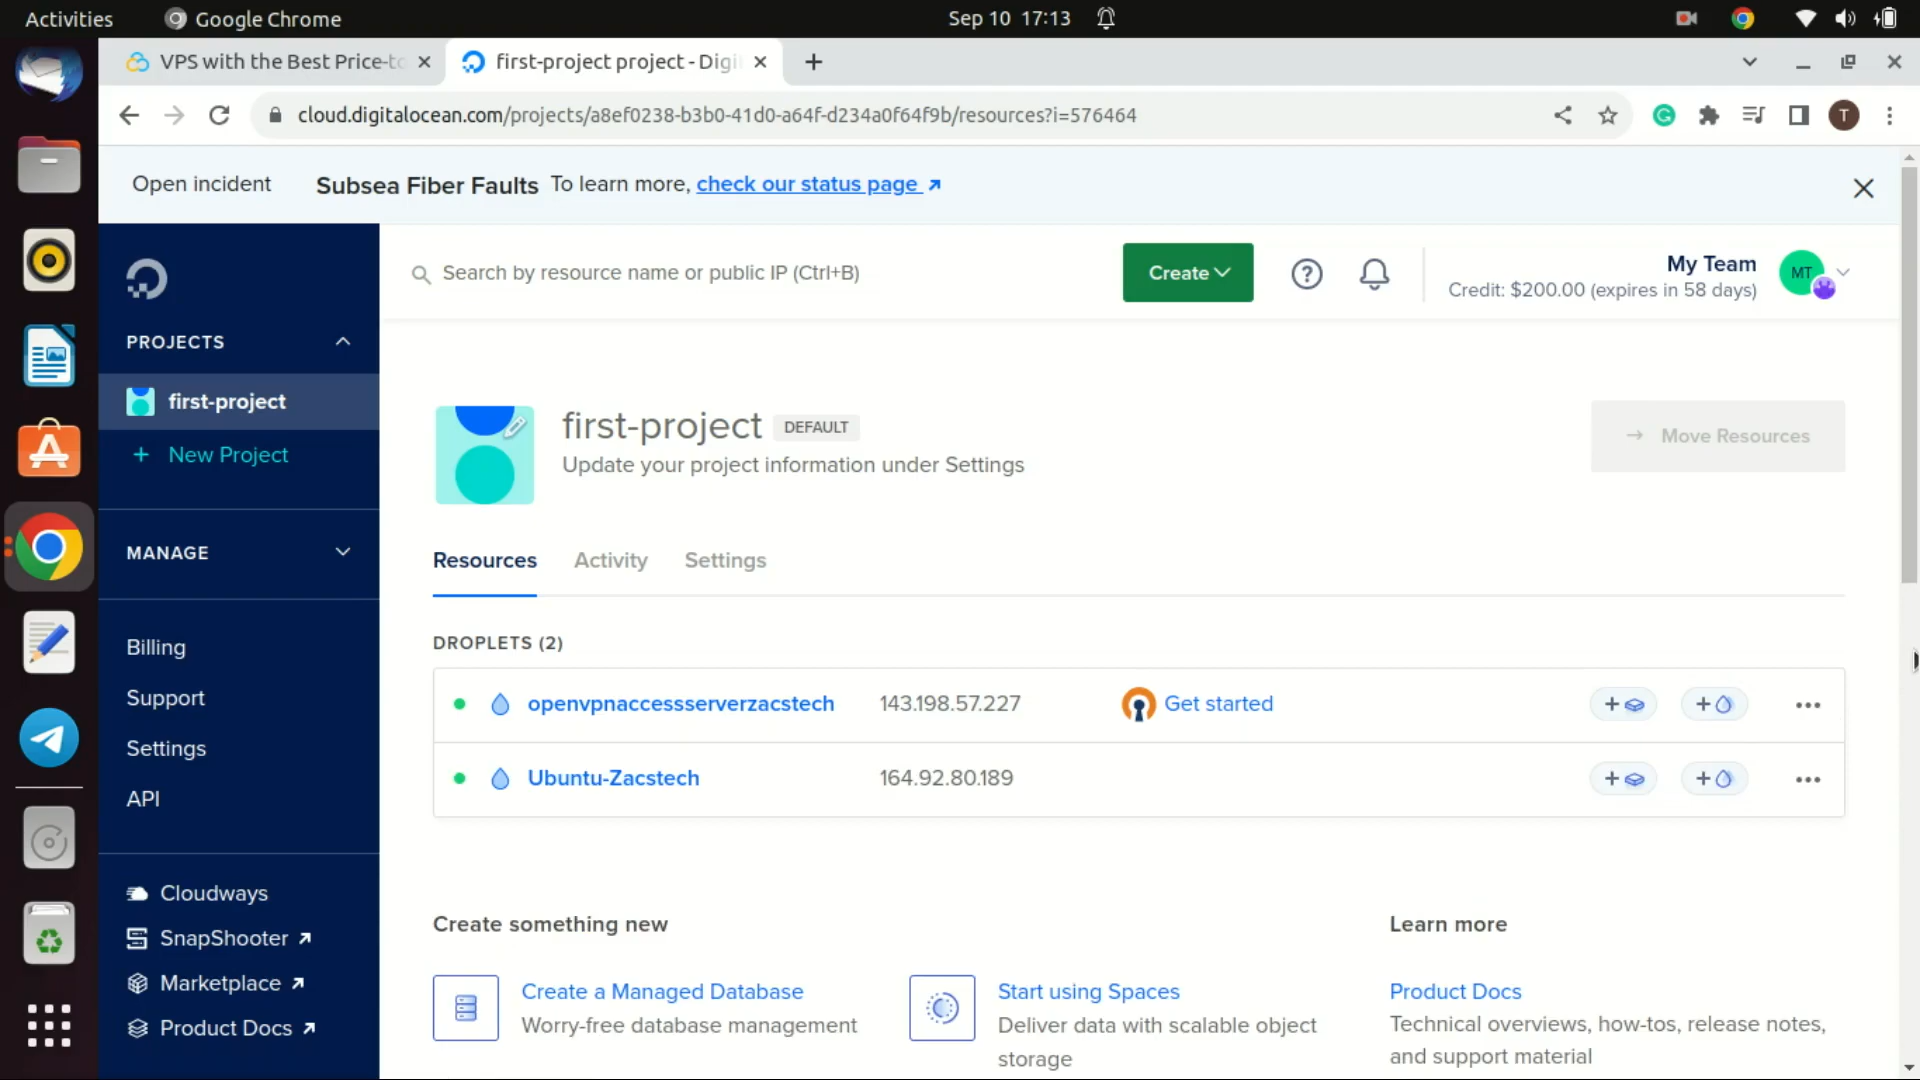 Activities
Google Chrome
Sep 10 17:13
VPS with the Best Price-to
first-project project - Digi
cloud.digitalocean.com/projects/a8ef0238-b3b0-41d0-a64f-d234a0f64f9b/resources?i=576464
G
T
Open incident
Subsea Fiber Faults To learn more, check our status page
Search by resource name or public IP (Ctrl+B)
Create
My Team
Credit: $200.00 (expires in 58 days)
MT
PROJECTS
first-project
+ New Project
MANAGE
Billing
Support
Settings
API
Cloudways
SnapShooter
Marketplace
Product Docs
first-project DEFAULT
Update your project information under Settings
Move Resources
Resources
Activity
Settings
DROPLETS (2)
openvpnaccessserverzacstech 143.198.57.227 Get started
Ubuntu-Zacstech 164.92.80.189
Create something new
Create a Managed Database
Worry-free database management
Start using Spaces
Deliver data with scalable object
storage
Learn more
Product Docs
Technical overviews, how-tos, release notes,
and support material